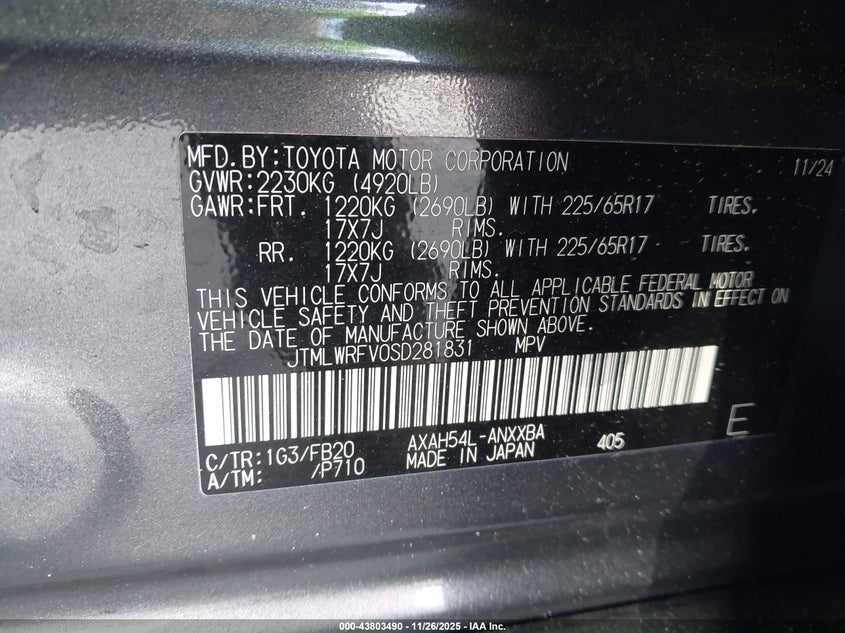 MFD.BY:TOYOTA MOTOR CORPORATION 11/24
GVWR:2230KG (4920LB)
GAWR:FRT. 1220KG (2690LB) WITH 225/65R17 TIRES.
17X7J RIMS.
RR. 1220KG (2690LB) WITH 225/65R17 TIRES.
17X7J RIMS.
THIS VEHICLE CONFORMS TO ALL APPLICABLE FEDERAL MOTOR
VEHICLE SAFETY AND THEFT PREVENTION STANDARDS IN EFFECT ON
THE DATE OF MANUFACTURE SHOWN ABOVE.
JTMLWRFV0SD281831 MPV
C/TR:1G3/FB20 AXAH54L-ANXXBA 405 E
A/TM: /P710 MADE IN JAPAN
000-43803490 - 11/26/2025 - IAA Inc.